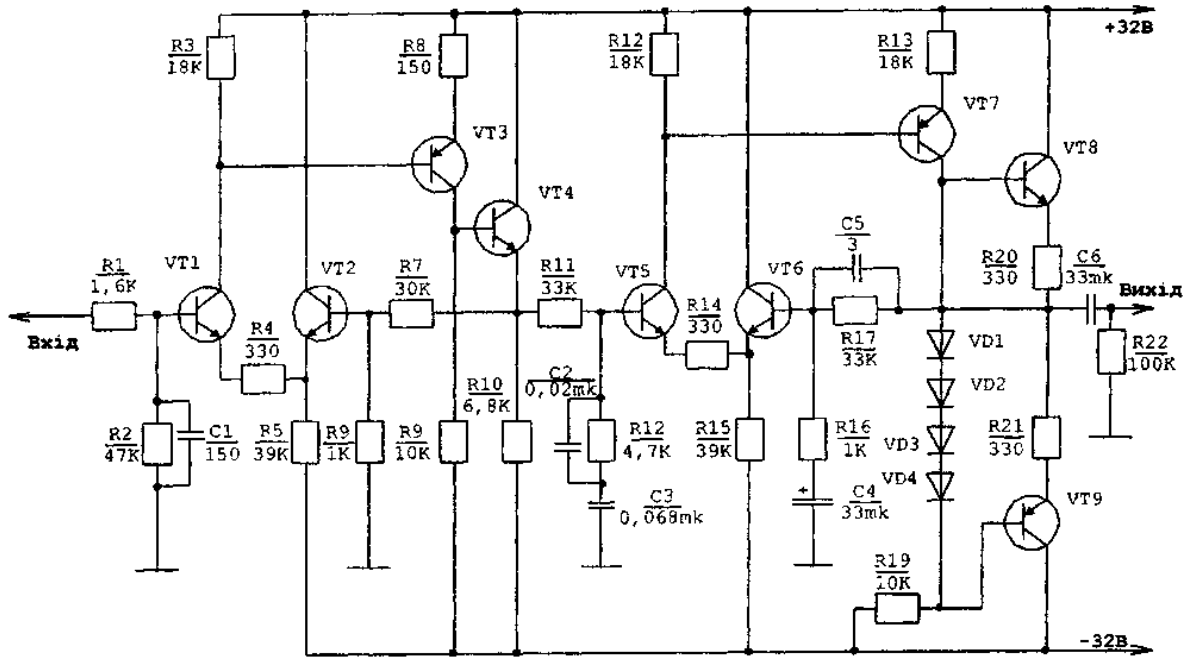 R3
18K
R8
150
R12
18K
R13
18K
+32В
VT3
VT7
VT8
VT4
R1
1,6K
VT1
VT2
R7
30K
R11
33K
VT5
R14
330
VT6
C5
3
R17
33K
R20
330
C6
33mk
Вихід
Вхід
R4
330
VD1
R22
100K
R2
47K
C1
150
R5
39K
R9
1K
R9
10K
R10
6,8K
C2
0,02mk
R12
4,7K
C3
0,068mk
R15
39K
R16
1K
+
C4
33mk
VD2
VD3
VD4
R21
330
VT9
R19
10K
-32В